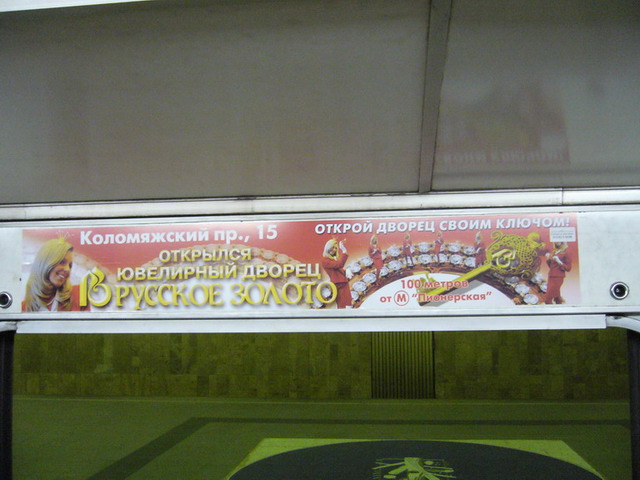 Коломяжский пр., 15
ОТКРЫЛСЯ
ЮВЕЛИРНЫЙ ДВОРЕЦ
РУССКОЕ ЗОЛОТО
ОТКРОЙ ДВОРЕЦ СВОИМ КЛЮЧОМ!
100 метров
от М "Пионерская"